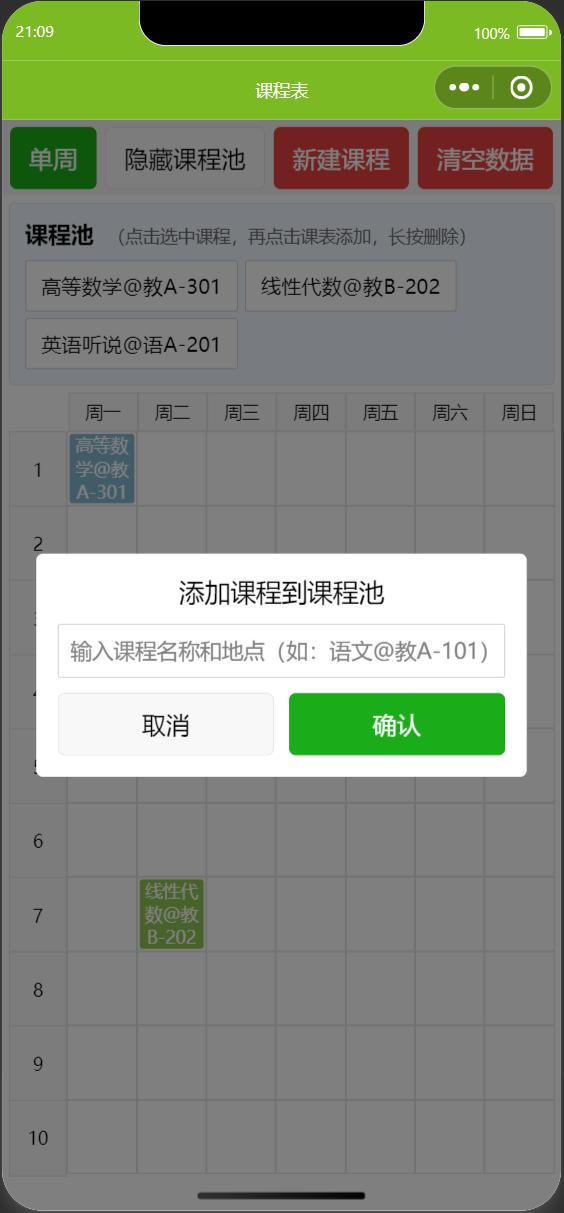 21:09
100%
课程表
单周
隐藏课程池
新建课程
清空数据
课程池 （点击选中课程，再点击课表添加，长按删除）
高等数学@教A-301
线性代数@教B-202
英语听说@语A-201
周一 周二 周三 周四 周五 周六 周日
1
高等数
学@教
A-301
2
添加课程到课程池
输入课程名称和地点（如：语文@教A-101）
取消
确认
6
7
线性代
数@教
B-202
8
9
10